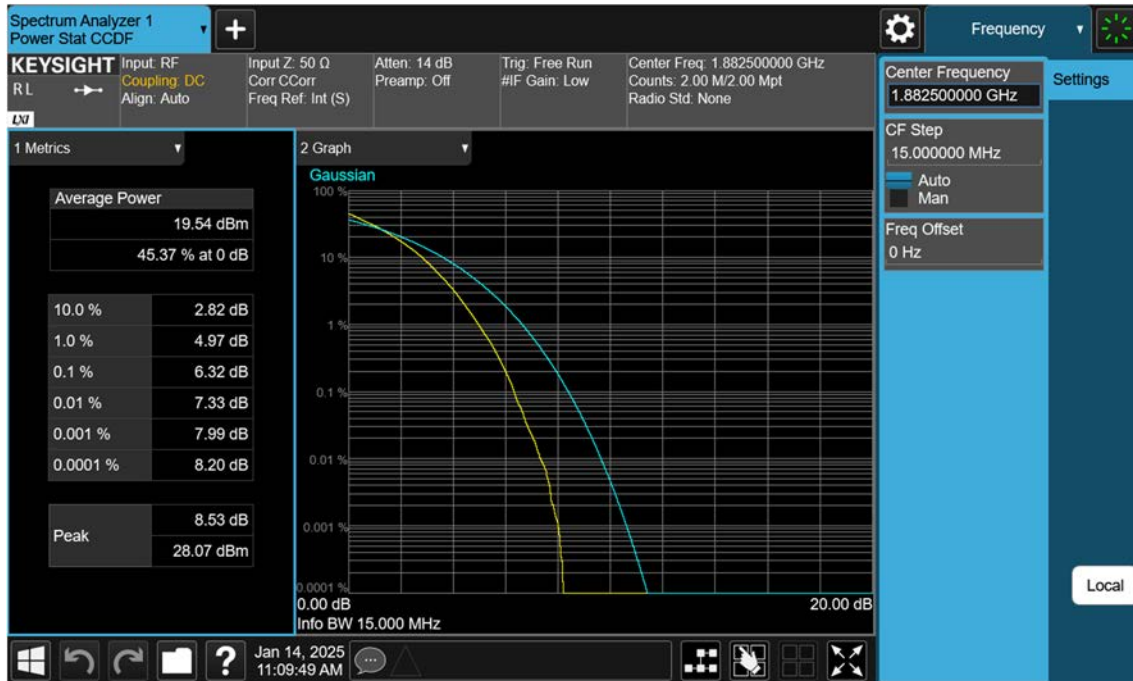 Spectrum Analyzer 1
Power Stat CCDF
Frequency
KEYSIGHT
RL
LXI
Input: RF
Coupling: DC
Align: Auto
Input Z: 50 Ω
Corr CCorr
Freq Ref: Int (S)
Atten: 14 dB
Preamp: Off
Trig: Free Run
#IF Gain: Low
Center Freq: 1.882500000 GHz
Counts: 2.00 M/2.00 Mpt
Radio Std: None
Center Frequency
1.882500000 GHz
Settings
CF Step
15.000000 MHz
Auto
Man
Freq Offset
0 Hz
Local
1 Metrics
Average Power
19.54 dBm
45.37 % at 0 dB
10.0 % 2.82 dB
1.0 % 4.97 dB
0.1 % 6.32 dB
0.01 % 7.33 dB
0.001 % 7.99 dB
0.0001 % 8.20 dB
Peak
8.53 dB
28.07 dBm
2 Graph
Gaussian
100 %
10 %
1 %
0.1 %
0.01 %
0.001 %
0.0001 %
0.00 dB 20.00 dB
Info BW 15.000 MHz
?
Jan 14, 2025
11:09:49 AM